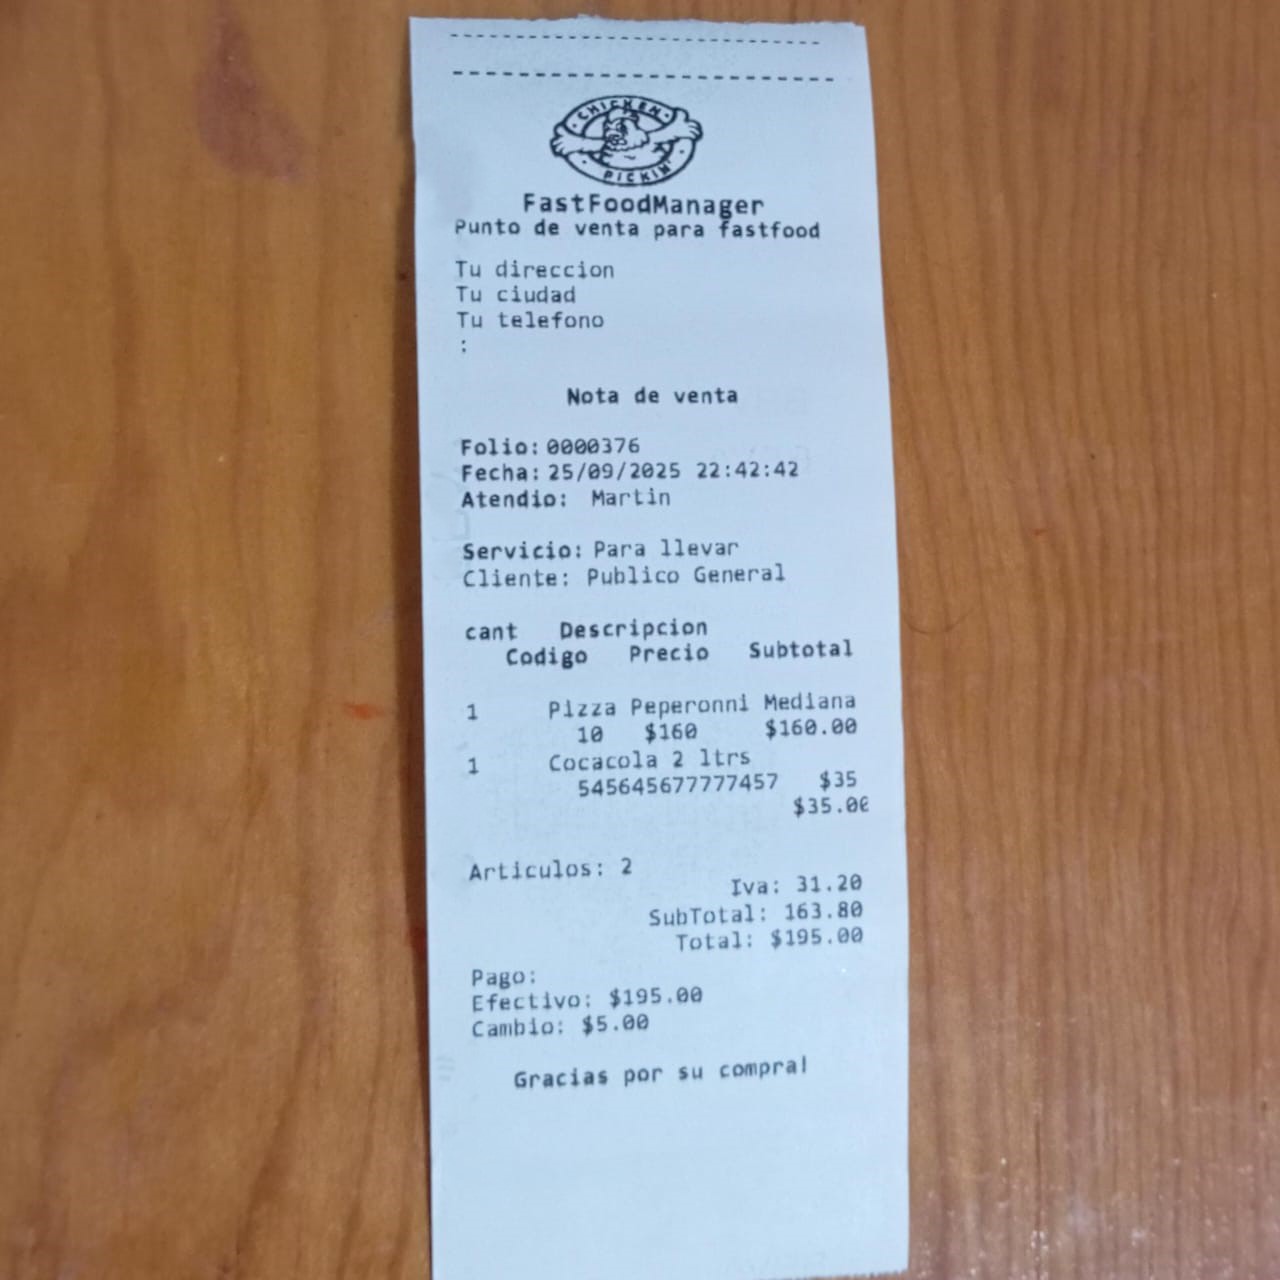 CHICKEN
PICKIN'
FastFoodManager
Punto de venta para fastfood
Tu direccion
Tu ciudad
Tu telefono
:
Nota de venta
Folio: 0000376
Fecha: 25/09/2025 22:42:42
Atendio: Martin
Servicio: Para llevar
Cliente: Publico General
cant Descripcion
Codigo Precio Subtotal
1 Pizza Peperonni Mediana
10 $160 $160.00
1 Cocacola 2 ltrs
545645677777457 $35
$35.00
Articulos: 2
Iva: 31.20
SubTotal: 163.80
Total: $195.00
Pago:
Efectivo: $195.00
Cambio: $5.00
Gracias por su compra!